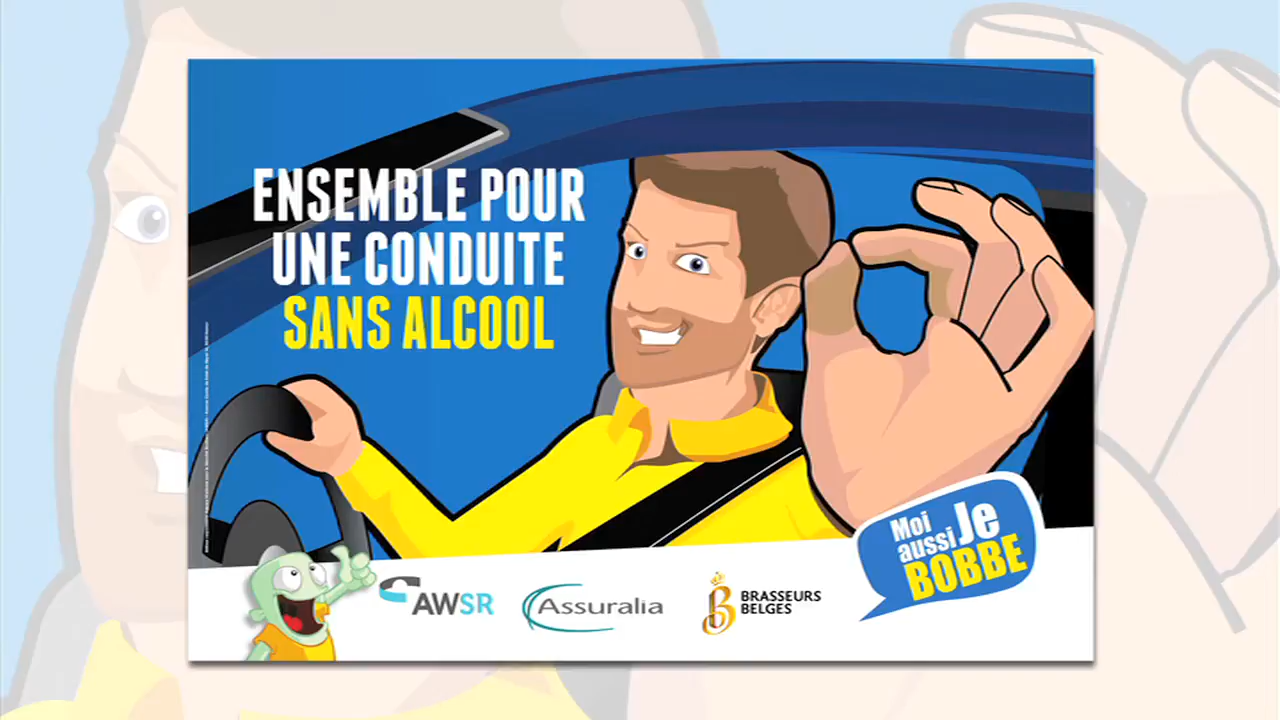 ENSEMBLE POUR
UNE CONDUITE
SANS ALCOOL
Moi
aussi Je
BOBBE
AWSR
Assuralia
BRASSEURS
BELGES